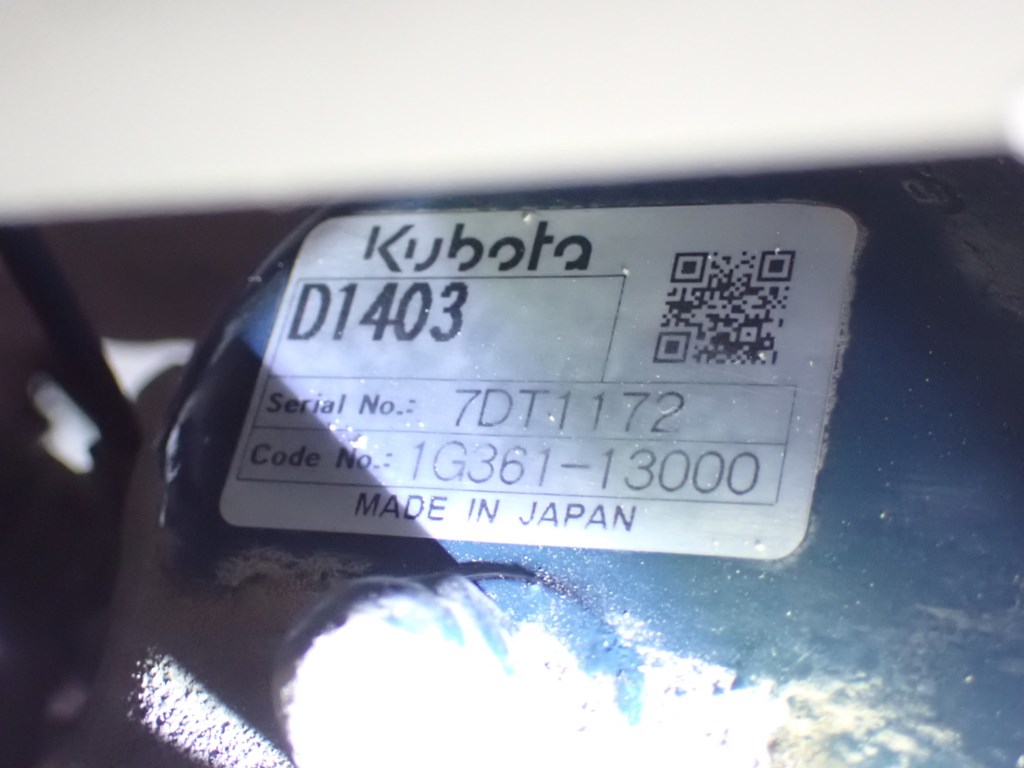 Kubota
D1403
Serial No.: 7DT1172
Code No.: 1G361-13000
MADE IN JAPAN